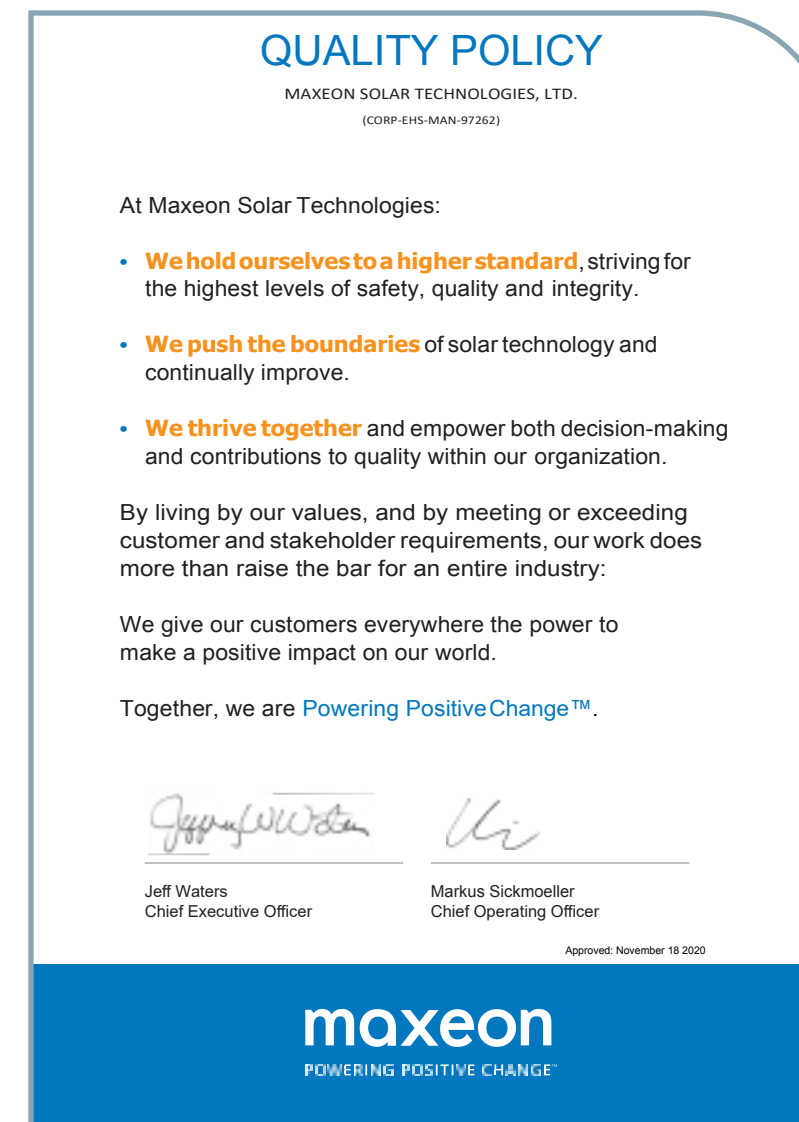 QUALITY POLICY
MAXEON SOLAR TECHNOLOGIES, LTD.
(CORP-EHS-MAN-97262)
At Maxeon Solar Technologies:
• We hold ourselves to a higher standard, striving for
the highest levels of safety, quality and integrity.
• We push the boundaries of solar technology and
continually improve.
• We thrive together and empower both decision-making
and contributions to quality within our organization.
By living by our values, and by meeting or exceeding
customer and stakeholder requirements, our work does
more than raise the bar for an entire industry:
We give our customers everywhere the power to
make a positive impact on our world.
Together, we are Powering Positive Change™.
Jeff Waters
Chief Executive Officer
Markus Sickmoeller
Chief Operating Officer
Approved: November 18 2020
maxeon
POWERING POSITIVE CHANGE™